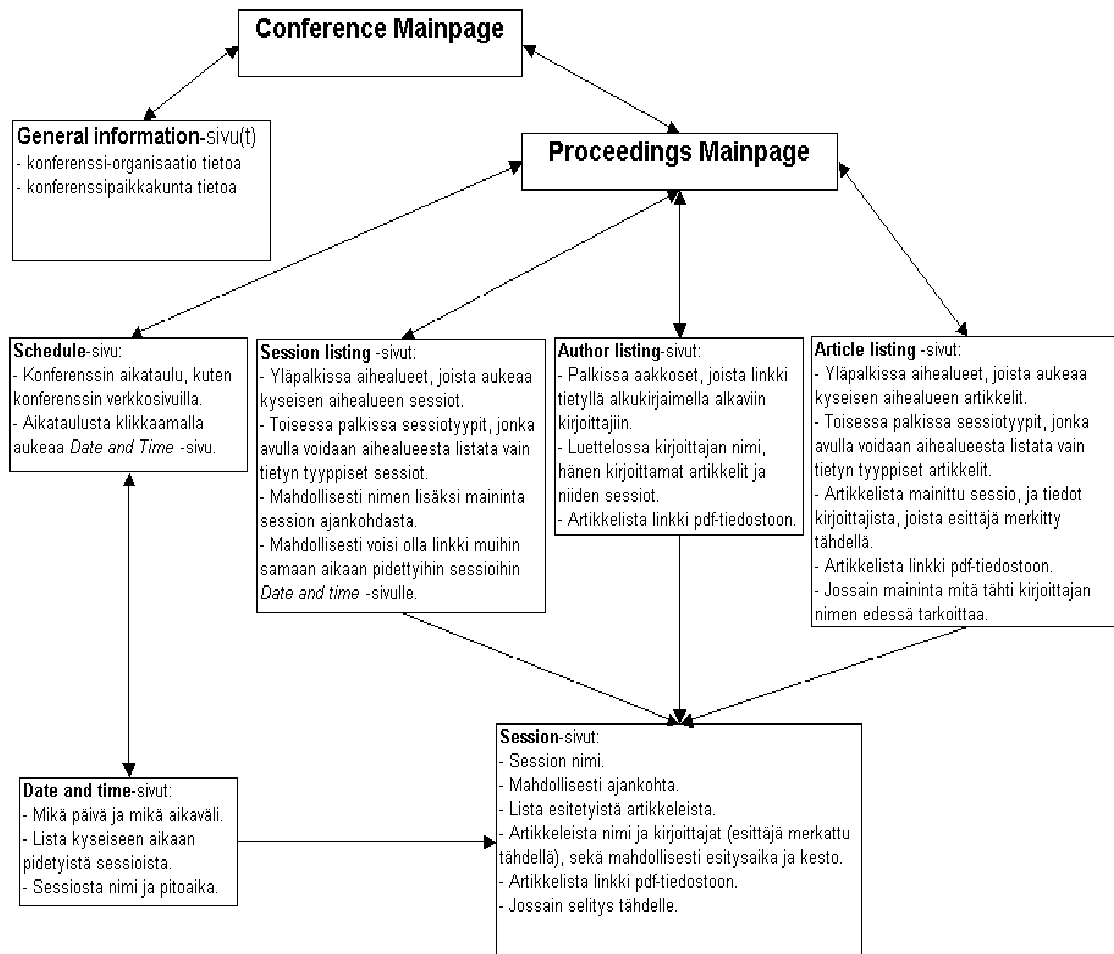 Conference Mainpage
General information-sivu(t)
- konferenssi-organisaatio tietoa
- konferenssipaikkakunta tietoa
Proceedings Mainpage
Schedule-sivu:
- Konferenssin aikataulu, kuten
konferenssin verkkosivuilla.
- Aikataulusta klikkaamalla
aukeaa Date and Time -sivu.
Session listing -sivut:
- Yläpalkissa aihealueet, joista aukeaa
kyseisen aihealueen sessiot.
- Toisessa palkissa sessiotyypit, jonka
avulla voidaan aihealueesta listata vain
tietyn tyyppiset sessiot.
- Mahdollisesti nimen lisäksi maininta
session ajankohdasta.
- Mahdollisesti voisi olla linkki muihin
samaan aikaan pidettyihin sessioihin
Date and time -sivulle.
Author listing-sivut:
- Palkissa aakkoset, joista linkki
tietyllä alkukirjaimella alkaviin
kirjoittajiin.
- Luettelossa kirjoittajan nimi,
hänen kirjoittamat artikkelit ja
niiden sessiot.
- Artikkelista linkki pdf-tiedostoon.
Article listing -sivut:
- Yläpalkissa aihealueet, joista aukeaa
kyseisen aihealueen artikkelit.
- Toisessa palkissa sessiotyypit, jonka
avulla voidaan aihealueesta listata vain
tietyn tyyppiset artikkelit.
- Artikkelista mainittu sessio, ja tiedot
kirjoittajista, joista esittäjä merkitty
tähdellä.
- Artikkelista linkki pdf-tiedostoon.
- Jossain maininta mitä tähti kirjoittajan
nimen edessä tarkoittaa.
Date and time-sivut:
- Mikä päivä ja mikä aikaväli.
- Lista kyseiseen aikaan
pidetyistä sessioista.
- Sessiosta nimi ja pitoaika.
Session-sivut:
- Session nimi.
- Mahdollisesti ajankohta.
- Lista esitetyistä artikkeleista.
- Artikkeleista nimi ja kirjoittajat (esittäjä merkattu
tähdellä), sekä mahdollisesti esitysaika ja kesto.
- Artikkelista linkki pdf-tiedostoon.
- Jossain selitys tähdelle.